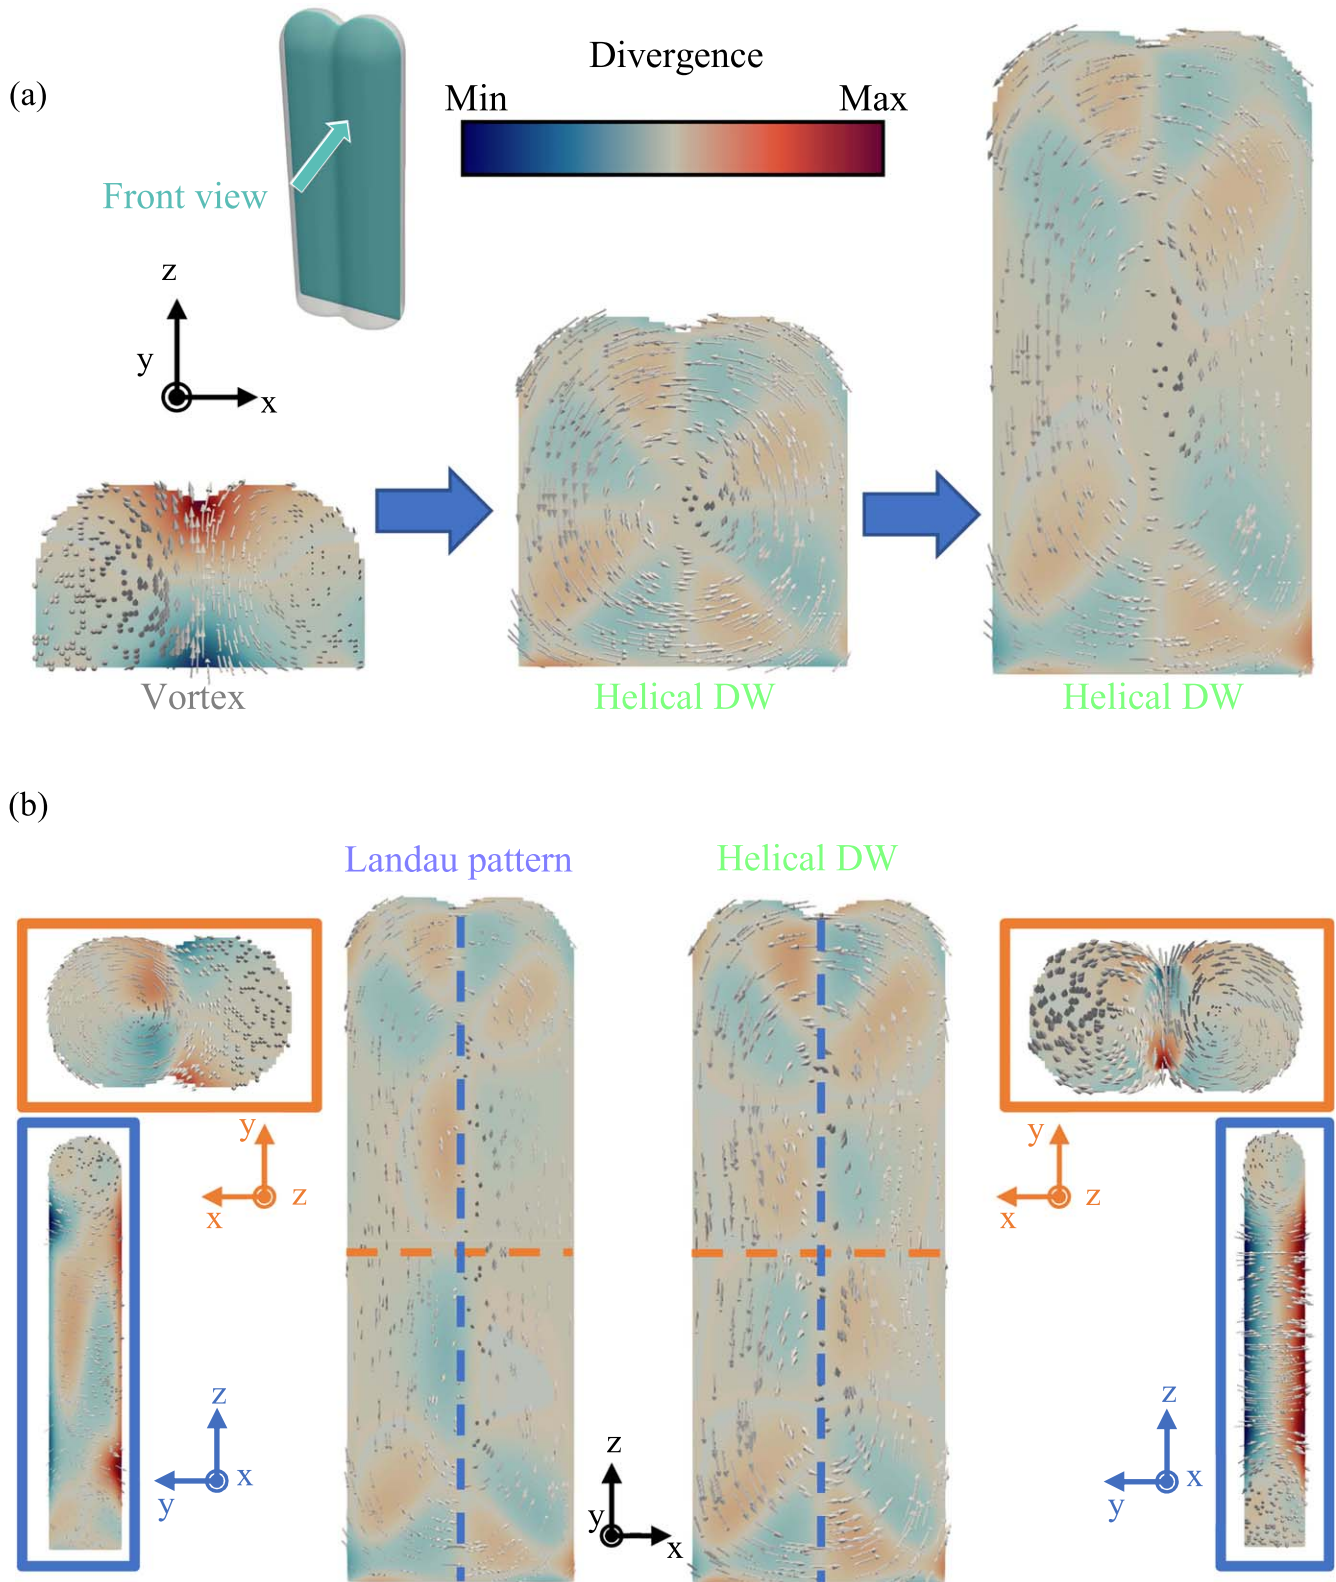 (a)
Divergence
Min
Max
Front view
z
y
x
Vortex
Helical DW
Helical DW
(b)
Landau pattern
Helical DW
y
x
z
y
x
z
z
x
y
z
y
x
z
x
y